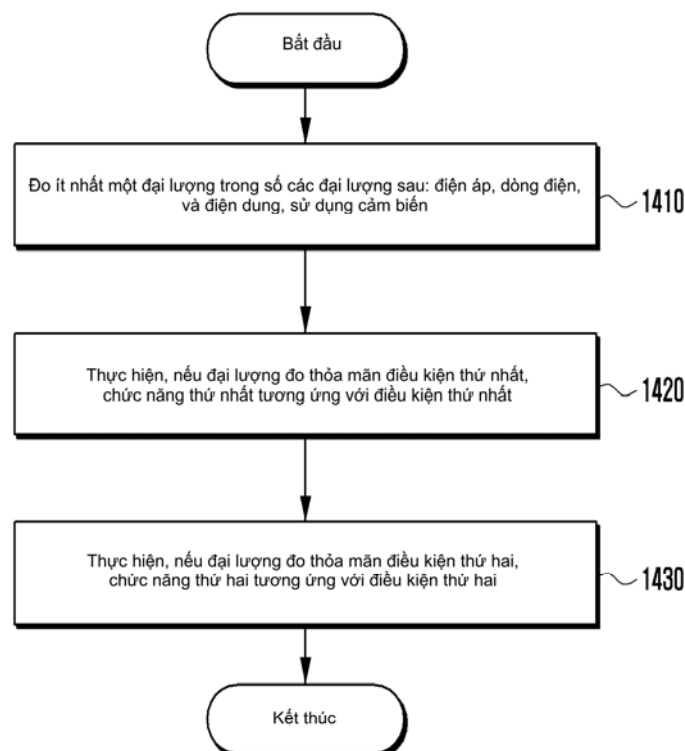 Bắt đầu
Đo ít nhất một đại lượng trong số các đại lượng sau: điện áp, dòng điện,
và điện dung, sử dụng cảm biến
1410
Thực hiện, nếu đại lượng đo thỏa mãn điều kiện thứ nhất,
chức năng thứ nhất tương ứng với điều kiện thứ nhất
1420
Thực hiện, nếu đại lượng đo thỏa mãn điều kiện thứ hai,
chức năng thứ hai tương ứng với điều kiện thứ hai
1430
Kết thúc